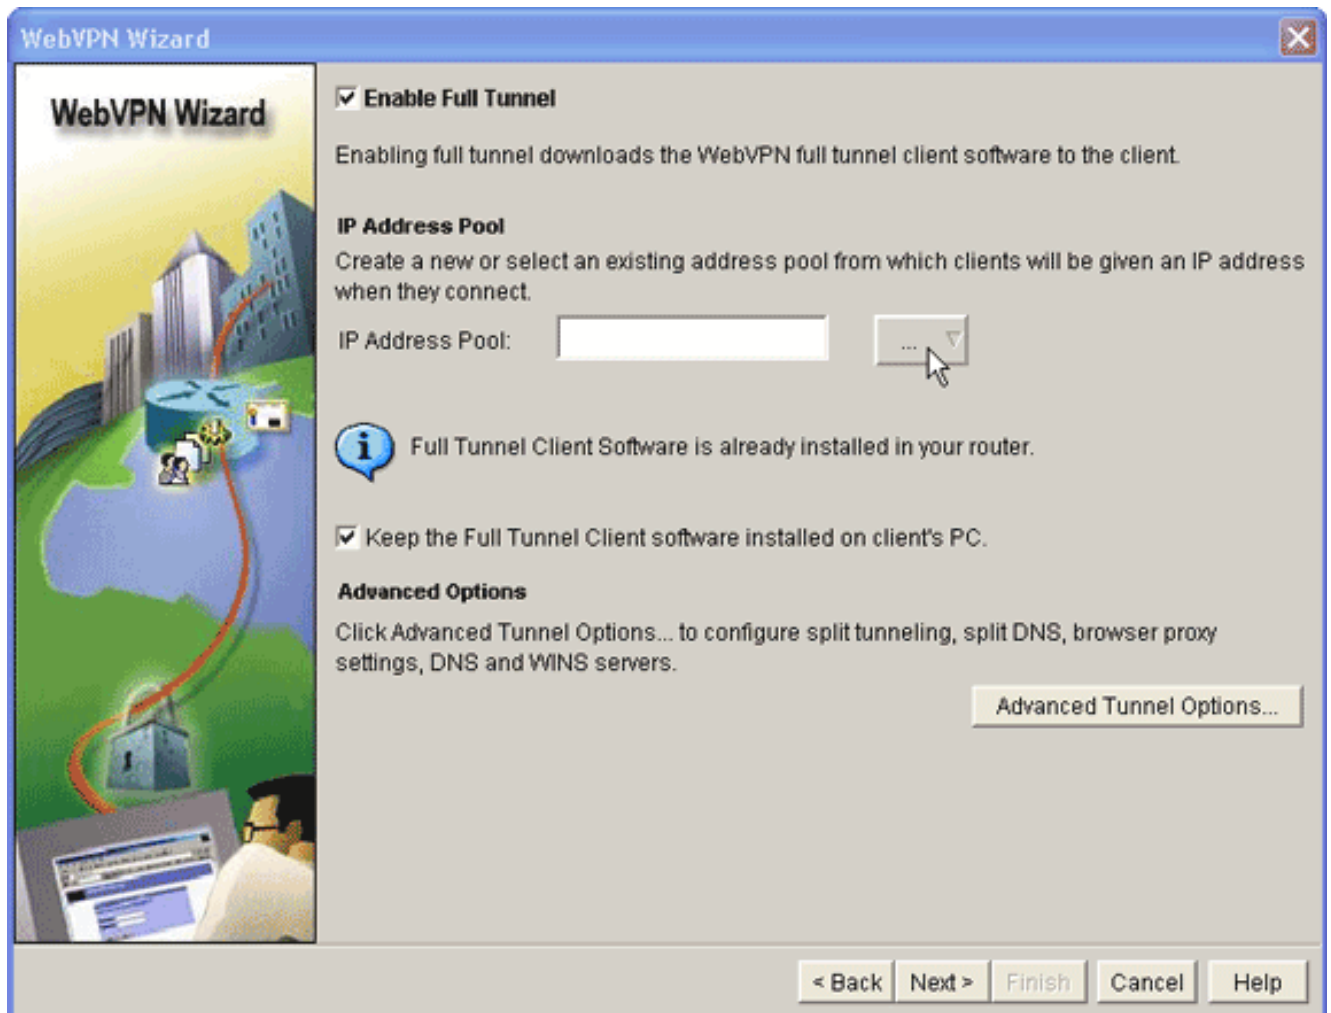 WebVPN Wizard
WebVPN Wizard
Enable Full Tunnel
Enabling full tunnel downloads the WebVPN full tunnel client software to the client.
IP Address Pool
Create a new or select an existing address pool from which clients will be given an IP address
when they connect.
IP Address Pool:
...
Full Tunnel Client Software is already installed in your router.
Keep the Full Tunnel Client software installed on client's PC.
Advanced Options
Click Advanced Tunnel Options... to configure split tunneling, split DNS, browser proxy
settings, DNS and WINS servers.
Advanced Tunnel Options...
< Back Next > Finish Cancel Help